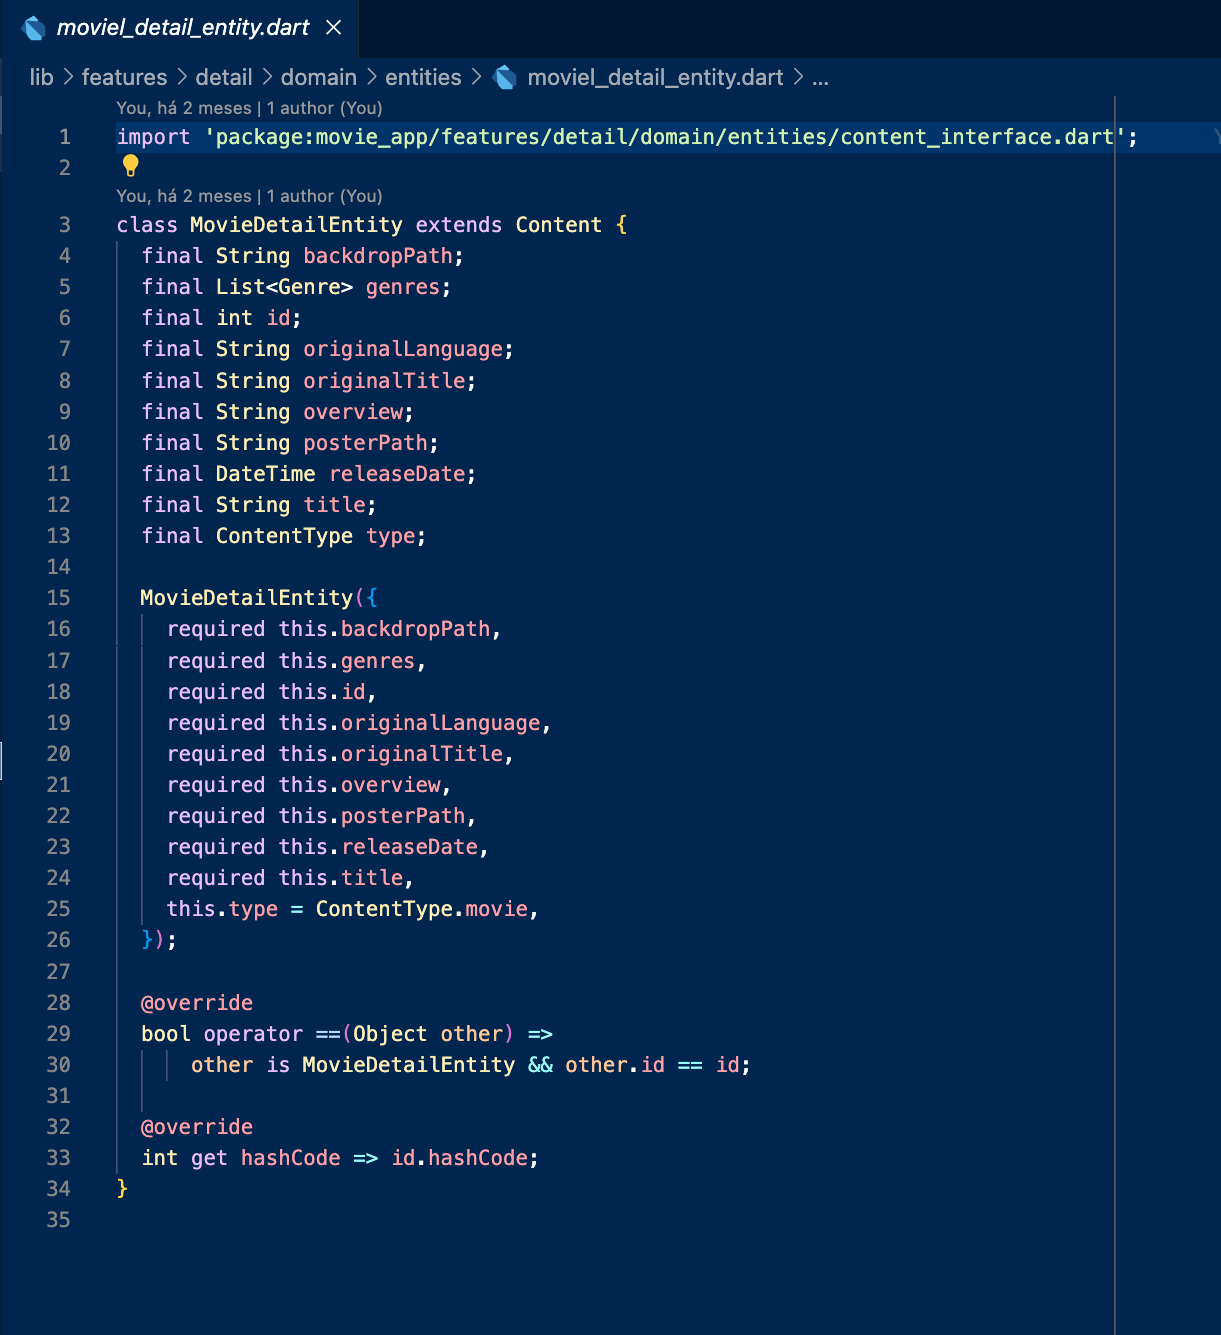 moviel_detail_entity.dart
lib > features > detail > domain > entities > moviel_detail_entity.dart > ...
You, há 2 meses | 1 author (You)
1 import 'package:movie_app/features/detail/domain/entities/content_interface.dart';
2
You, há 2 meses | 1 author (You)
3 class MovieDetailEntity extends Content {
4 final String backdropPath;
5 final List<Genre> genres;
6 final int id;
7 final String originalLanguage;
8 final String originalTitle;
9 final String overview;
10 final String posterPath;
11 final DateTime releaseDate;
12 final String title;
13 final ContentType type;
14
15 MovieDetailEntity({
16 required this.backdropPath,
17 required this.genres,
18 required this.id,
19 required this.originalLanguage,
20 required this.originalTitle,
21 required this.overview,
22 required this.posterPath,
23 required this.releaseDate,
24 required this.title,
25 this.type = ContentType.movie,
26 });
27
28 @override
29 bool operator ==(Object other) =>
30 other is MovieDetailEntity && other.id == id;
31
32 @override
33 int get hashCode => id.hashCode;
34 }
35